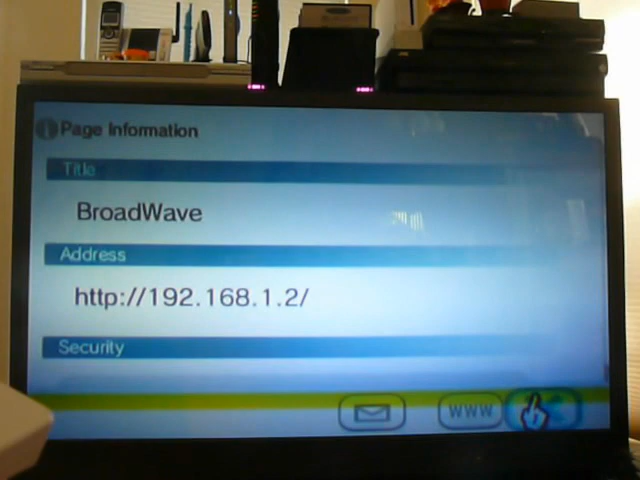 Page Information
Title
BroadWave
Address
http://192.168.1.2/
Security
WWW